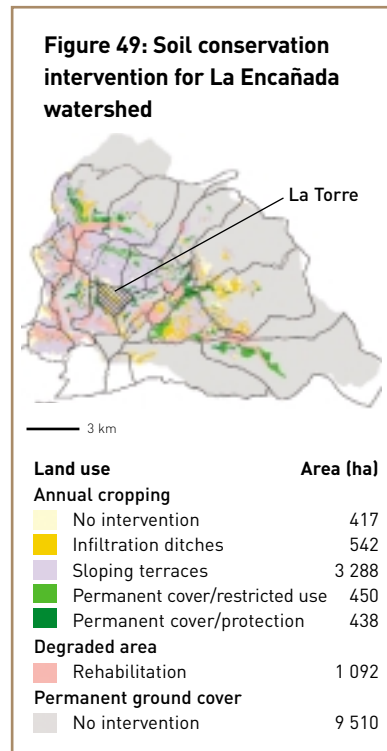 Figure 49: Soil conservation
intervention for La Encañada
watershed
La Torre
3 km
Land use Area (ha)
Annual cropping
No intervention 417
Infiltration ditches 542
Sloping terraces 3 288
Permanent cover/restricted use 450
Permanent cover/protection 438
Degraded area
Rehabilitation 1 092
Permanent ground cover
No intervention 9 510